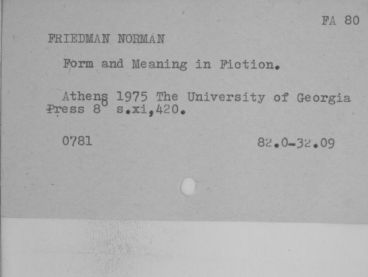 FA 80
FRIEDMAN NORMAN
Form and Meaning in Fiction.
Athens 1975 The University of Georgia
Press 8° s.xi,420.
0781 82.0-32.09